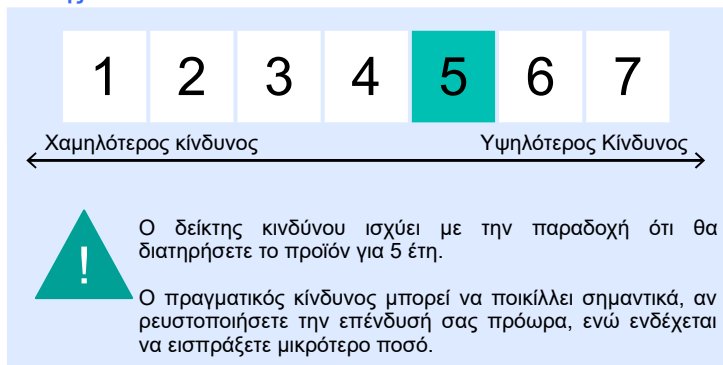 1 2 3 4 5 6 7
Χαμηλότερος κίνδυνος Υψηλότερος Κίνδυνος
!
Ο δείκτης κινδύνου ισχύει με την παραδοχή ότι θα
διατηρήσετε το προϊόν για 5 έτη.
Ο πραγματικός κίνδυνος μπορεί να ποικίλλει σημαντικά, αν
ρευστοποιήσετε την επένδυσή σας πρόωρα, ενώ ενδέχεται
να εισπράξετε μικρότερο ποσό.